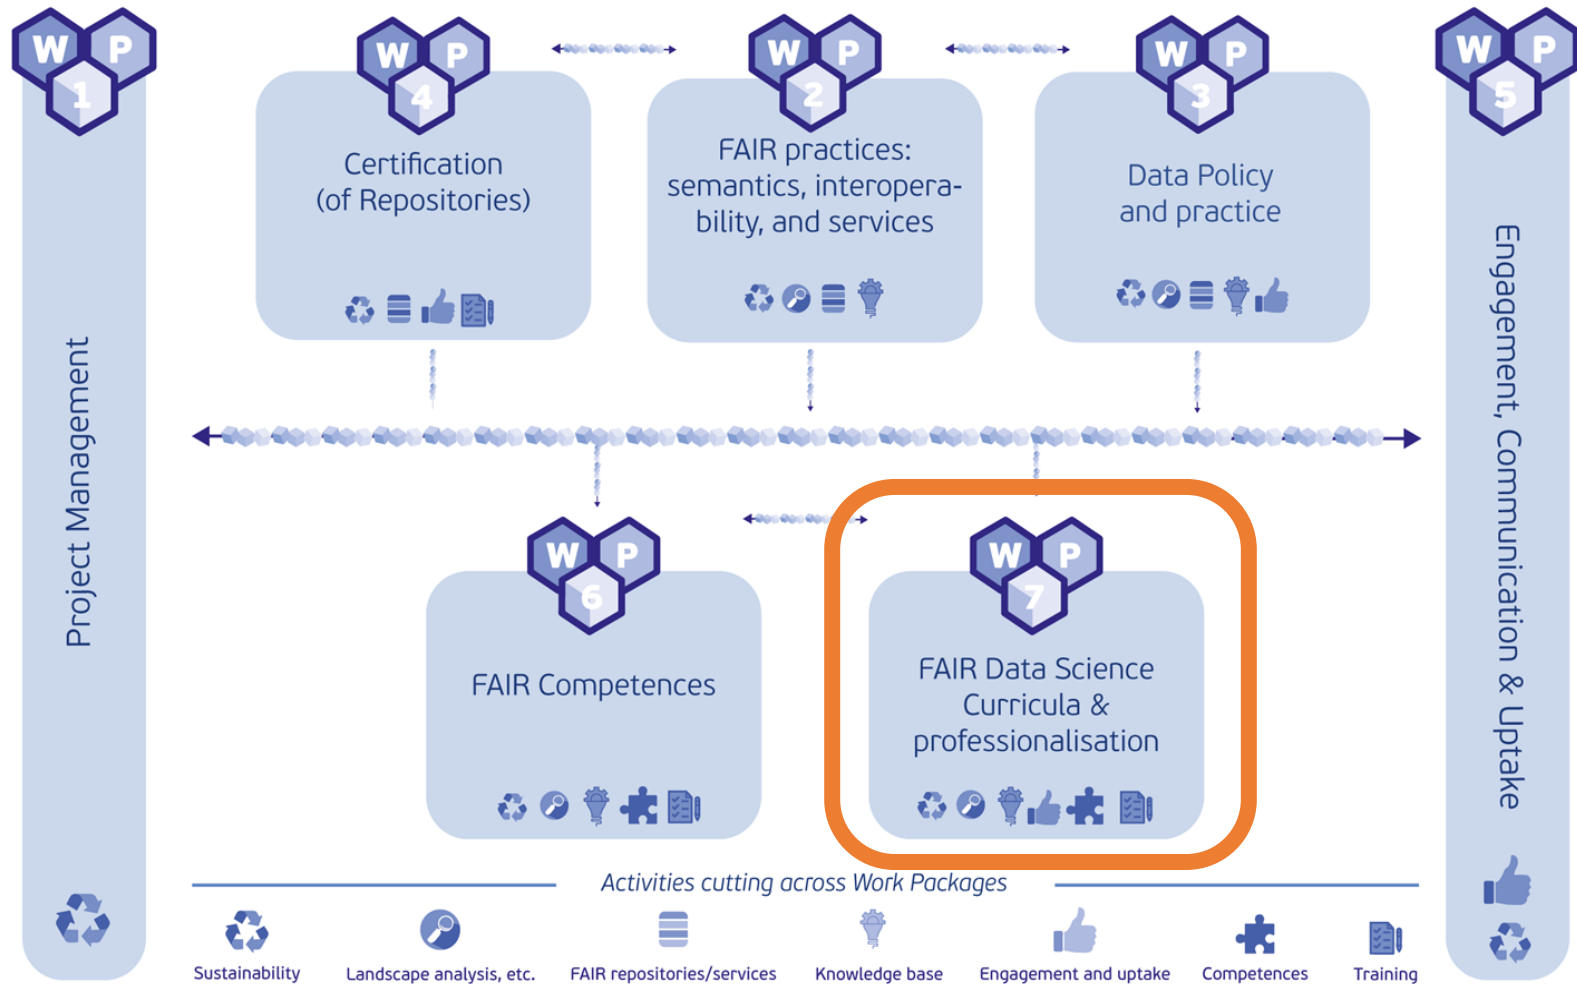 W P
1
Project Management
W P
4
Certification
(of Repositories)
W P
2
FAIR practices:
semantics, interopera-
bility, and services
W P
3
Data Policy
and practice
W P
5
Engagement, Communication & Uptake
W P
6
FAIR Competences
W P
7
FAIR Data Science
Curricula &
professionalisation
Activities cutting across Work Packages
Sustainability
Landscape analysis, etc.
FAIR repositories/services
Knowledge base
Engagement and uptake
Competences
Training